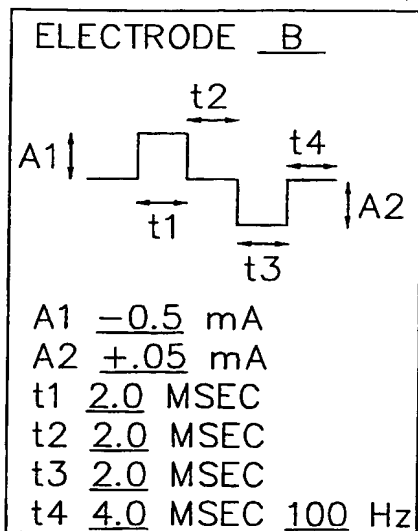 ELECTRODE B
t2
A1
t4
t1
A2
t3
A1 -0.5 mA
A2 +.05 mA
t1 2.0 MSEC
t2 2.0 MSEC
t3 2.0 MSEC
t4 4.0 MSEC 100 Hz